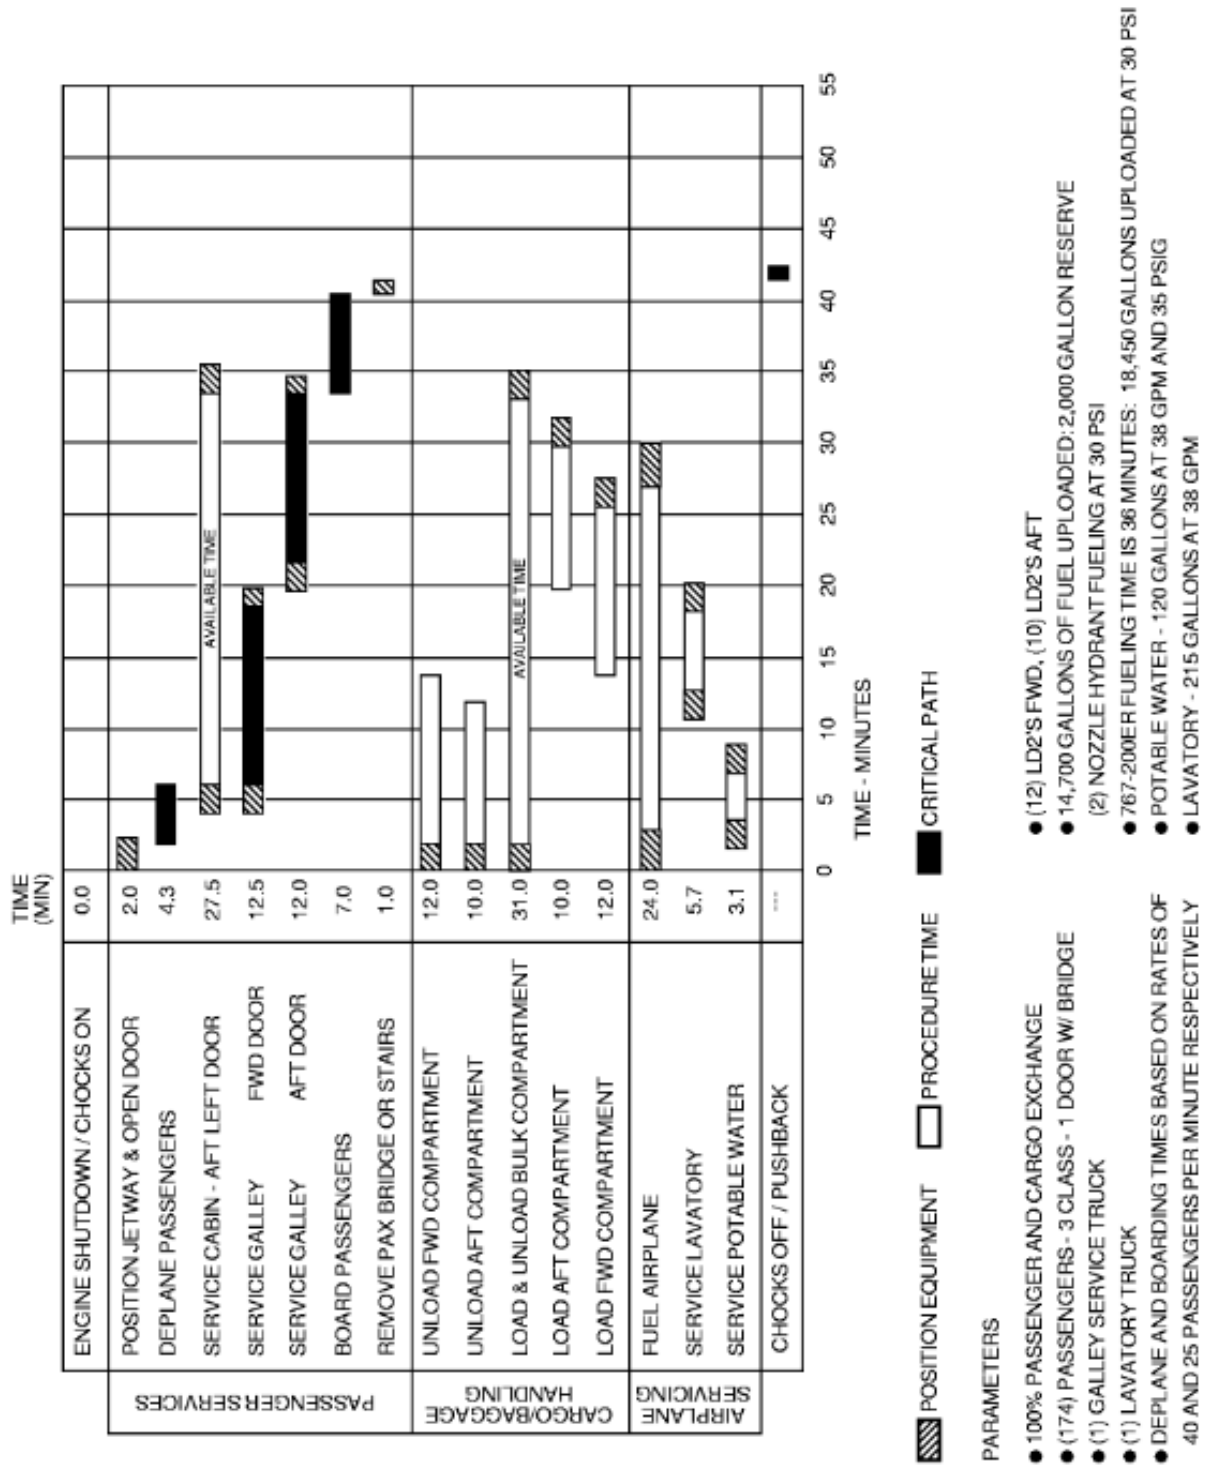 TIME
(MIN)
ENGINE SHUTDOWN / CHOCKS ON 0.0
PASSENGER SERVICES
POSITION JETWAY & OPEN DOOR 2.0
DEPLANE PASSENGERS 4.3
SERVICE CABIN - AFT LEFT DOOR 27.5 AVAILABLE TIME
SERVICE GALLEY FWD DOOR 12.5
SERVICE GALLEY AFT DOOR 12.0
BOARD PASSENGERS 7.0
REMOVE PAX BRIDGE OR STAIRS 1.0
CARGO/BAGGAGE
HANDLING
UNLOAD FWD COMPARTMENT 12.0
UNLOAD AFT COMPARTMENT 10.0
LOAD & UNLOAD BULK COMPARTMENT 31.0 AVAILABLE TIME
LOAD AFT COMPARTMENT 10.0
LOAD FWD COMPARTMENT 12.0
AIRPLANE
SERVICING
FUEL AIRPLANE 24.0
SERVICE LAVATORY 5.7
SERVICE POTABLE WATER 3.1
CHOCKS OFF / PUSHBACK ---
0 5 10 15 20 25 30 35 40 45 50 55
TIME - MINUTES
POSITION EQUIPMENT PROCEDURE TIME CRITICAL PATH
PARAMETERS
● 100% PASSENGER AND CARGO EXCHANGE
● (174) PASSENGERS - 3 CLASS - 1 DOOR W/ BRIDGE
● (1) GALLEY SERVICE TRUCK
● (1) LAVATORY TRUCK
● DEPLANE AND BOARDING TIMES BASED ON RATES OF
40 AND 25 PASSENGERS PER MINUTE RESPECTIVELY
● (12) LD2'S FWD, (10) LD2'S AFT
● 14,700 GALLONS OF FUEL UPLOADED: 2,000 GALLON RESERVE
(2) NOZZLE HYDRANT FUELING AT 30 PSI
● 767-200ER FUELING TIME IS 36 MINUTES: 18,450 GALLONS UPLOADED AT 30 PSI
● POTABLE WATER - 120 GALLONS AT 38 GPM AND 35 PSIG
● LAVATORY - 215 GALLONS AT 38 GPM